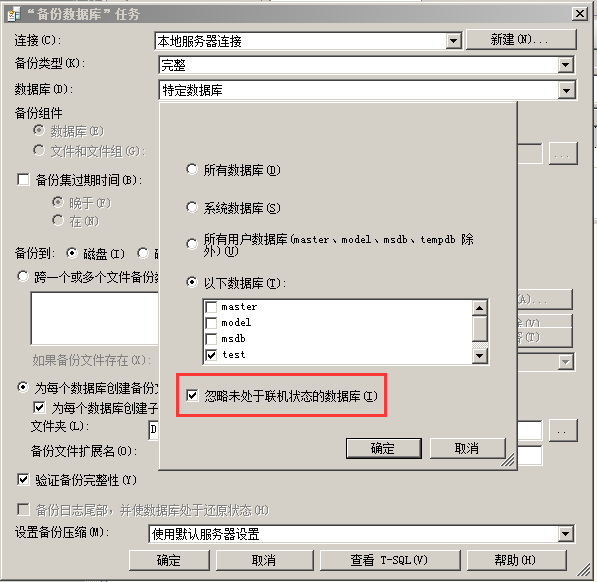 “备份数据库”任务
连接(C):
本地服务器连接
新建(N)...
备份类型(K):
完整
数据库(D):
特定数据库
备份组件
数据库(E)
文件和文件组(G):
...
备份集过期时间(B):
晚于(F)
在(N)
备份到:
磁盘(I)
跨一个或多个文件备份数
(A)...
(V)
(T)
如果备份文件存在(X):
为每个数据库创建备份文
为每个数据库创建子
文件夹(L):
D
..
备份文件扩展名(O):
验证备份完整性(Y)
备份日志尾部，并使数据库处于还原状态(H)
设置备份压缩(M):
使用默认服务器设置
确定
取消
查看 T-SQL(V)
帮助(H)
所有数据库(D)
系统数据库(S)
所有用户数据库(master、model、msdb、tempdb 除
外)(U)
以下数据库(T):
master
model
msdb
test
忽略未处于联机状态的数据库(I)
确定
取消